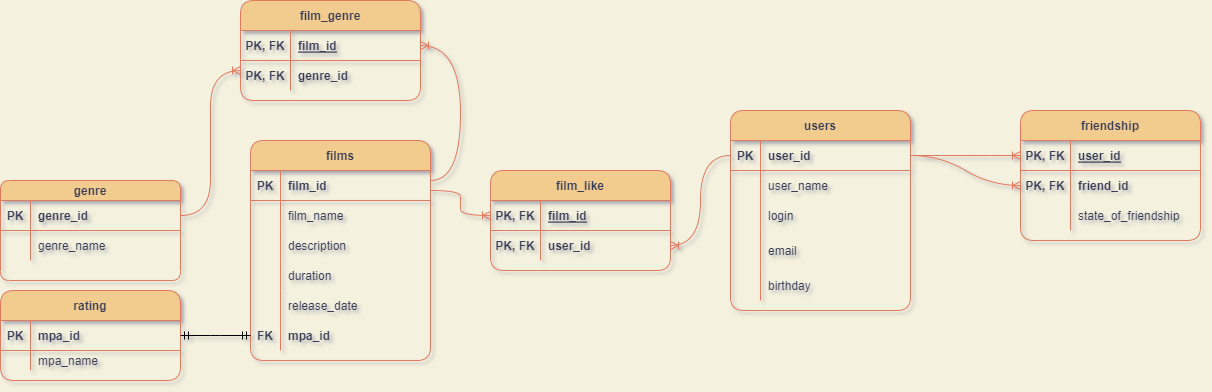 film_genre
PK, FK film_id
PK, FK genre_id
genre
PK genre_id
genre_name
rating
PK mpa_id
mpa_name
films
PK film_id
film_name
description
duration
release_date
FK mpa_id
film_like
PK, FK film_id
PK, FK user_id
users
PK user_id
user_name
login
email
birthday
friendship
PK, FK user_id
PK, FK friend_id
state_of_friendship